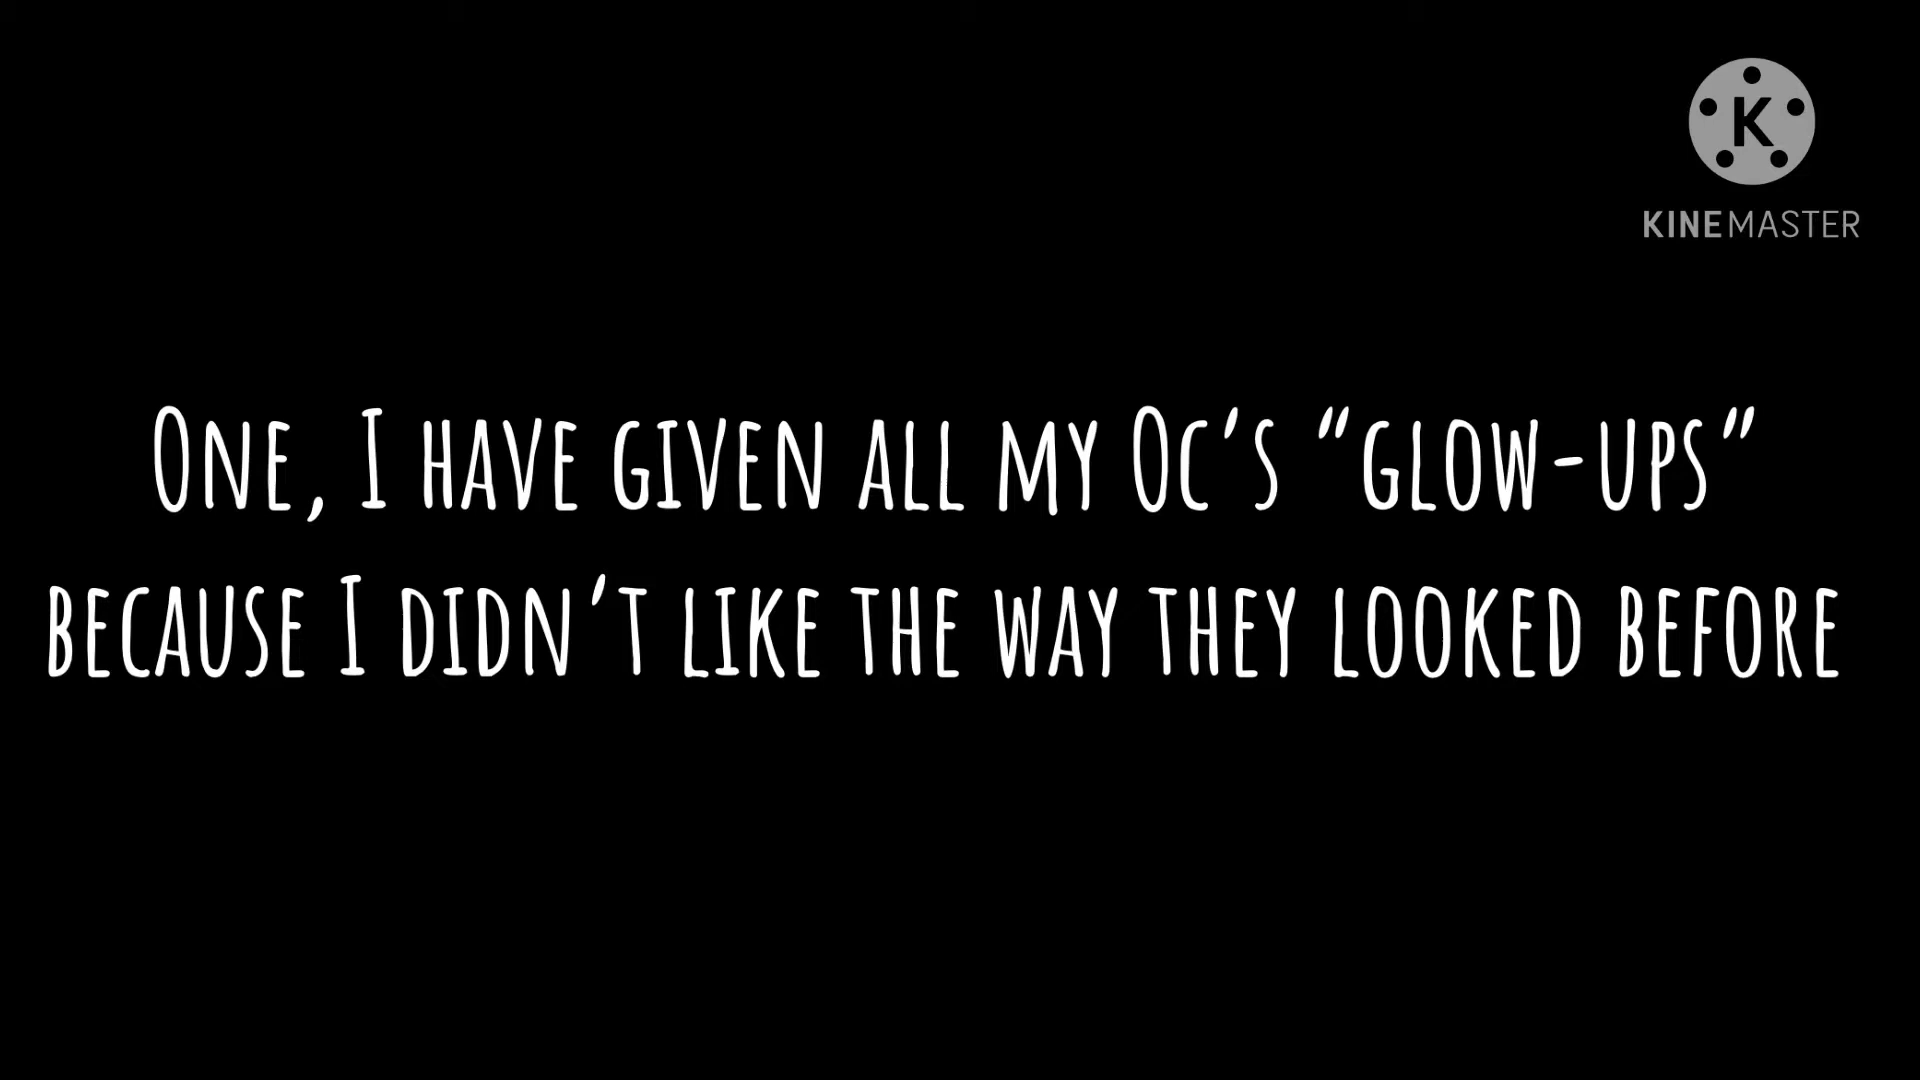 K
KINEMASTER
One, I have given all my Oc's "glow-ups"
because I didn't like the way they looked before